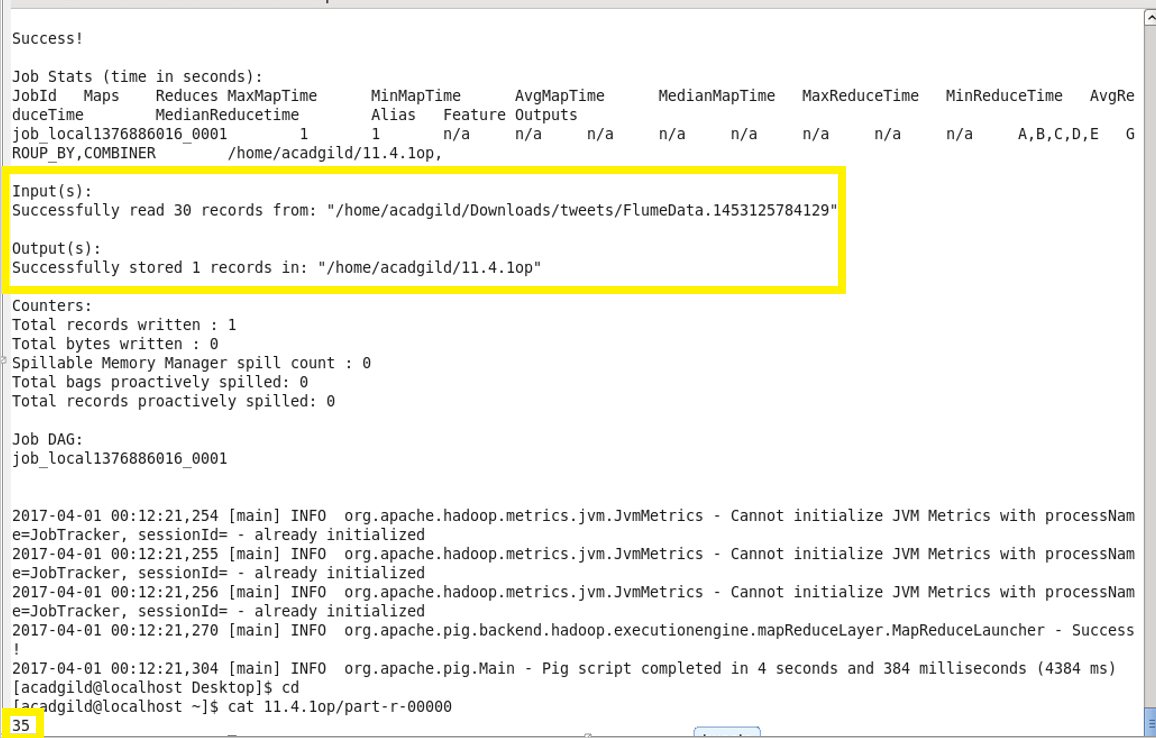 Success!
Job Stats (time in seconds):
JobId Maps Reduces MaxMapTime MinMapTime AvgMapTime MedianMapTime MaxReduceTime MinReduceTime AvgRe
duceTime MedianReducetime Alias Feature Outputs
job_local1376886016_0001 1 1 n/a n/a n/a n/a n/a n/a n/a n/a A,B,C,D,E G
ROUP_BY,COMBINER /home/acadgild/11.4.1op,
Input(s):
Successfully read 30 records from: "/home/acadgild/Downloads/tweets/FlumeData.1453125784129"
Output(s):
Successfully stored 1 records in: "/home/acadgild/11.4.1op"
Counters:
Total records written : 1
Total bytes written : 0
Spillable Memory Manager spill count : 0
Total bags proactively spilled: 0
Total records proactively spilled: 0
Job DAG:
job_local1376886016_0001
2017-04-01 00:12:21,254 [main] INFO  org.apache.hadoop.metrics.jvm.JvmMetrics - Cannot initialize JVM Metrics with processNam
e=JobTracker, sessionId= - already initialized
2017-04-01 00:12:21,255 [main] INFO  org.apache.hadoop.metrics.jvm.JvmMetrics - Cannot initialize JVM Metrics with processNam
e=JobTracker, sessionId= - already initialized
2017-04-01 00:12:21,256 [main] INFO  org.apache.hadoop.metrics.jvm.JvmMetrics - Cannot initialize JVM Metrics with processNam
e=JobTracker, sessionId= - already initialized
2017-04-01 00:12:21,270 [main] INFO  org.apache.pig.backend.hadoop.executionengine.mapReduceLayer.MapReduceLauncher - Success
!
2017-04-01 00:12:21,304 [main] INFO  org.apache.pig.Main - Pig script completed in 4 seconds and 384 milliseconds (4384 ms)
[acadgild@localhost Desktop]$ cd
[acadgild@localhost ~]$ cat 11.4.1op/part-r-00000
35